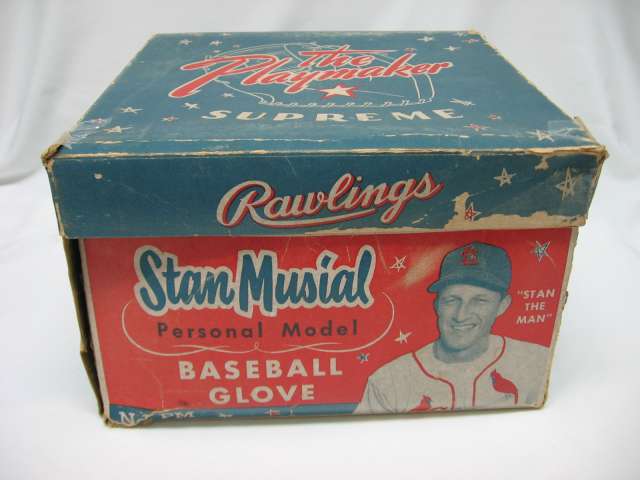 The
Playmaker
SUPREME
Rawlings
Stan Musial
Personal Model
BASEBALL
GLOVE
"STAN
THE
MAN"